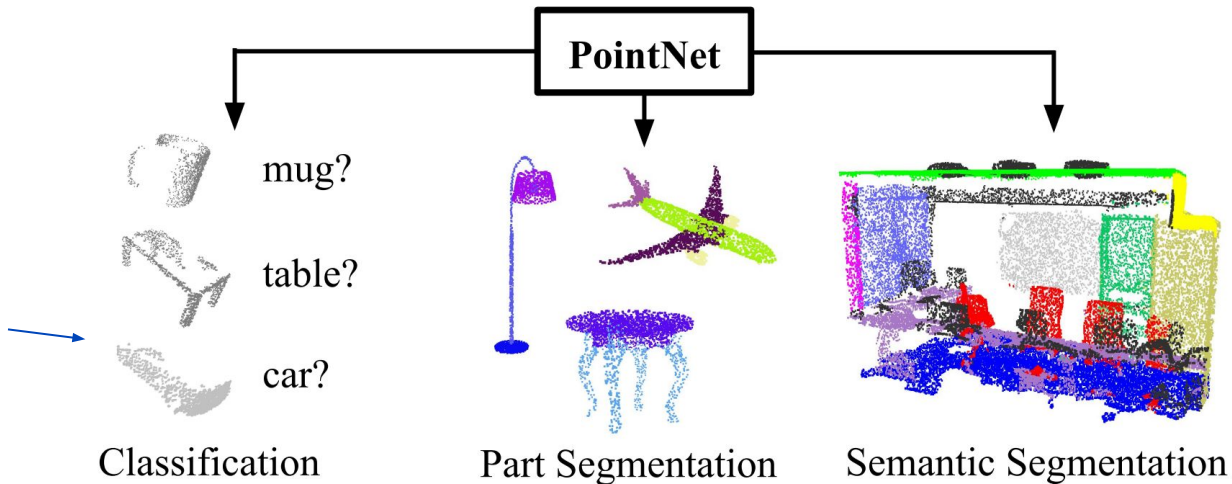 PointNet
mug?
table?
car?
Classification
Part Segmentation
Semantic Segmentation